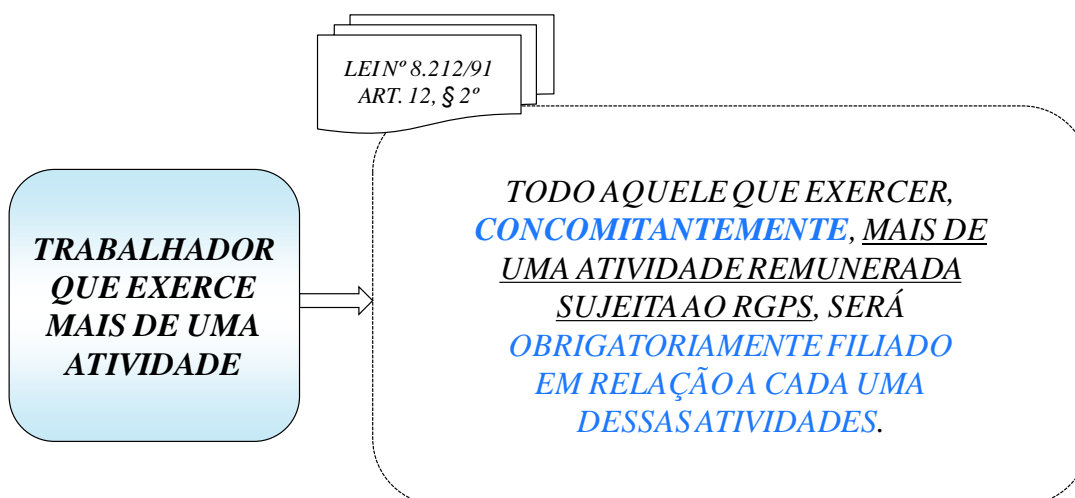 LEI Nº 8.212/91
ART. 12, § 2º
TRABALHADOR
QUE EXERCE
MAIS DE UMA
ATIVIDADE
TODO AQUELE QUE EXERCER,
CONCOMITANTEMENTE, MAIS DE
UMA ATIVIDADE REMUNERADA
SUJEITA AO RGPS, SERÁ
OBRIGATORIAMENTE FILIADO
EM RELAÇÃO A CADA UMA
DESSAS ATIVIDADES.